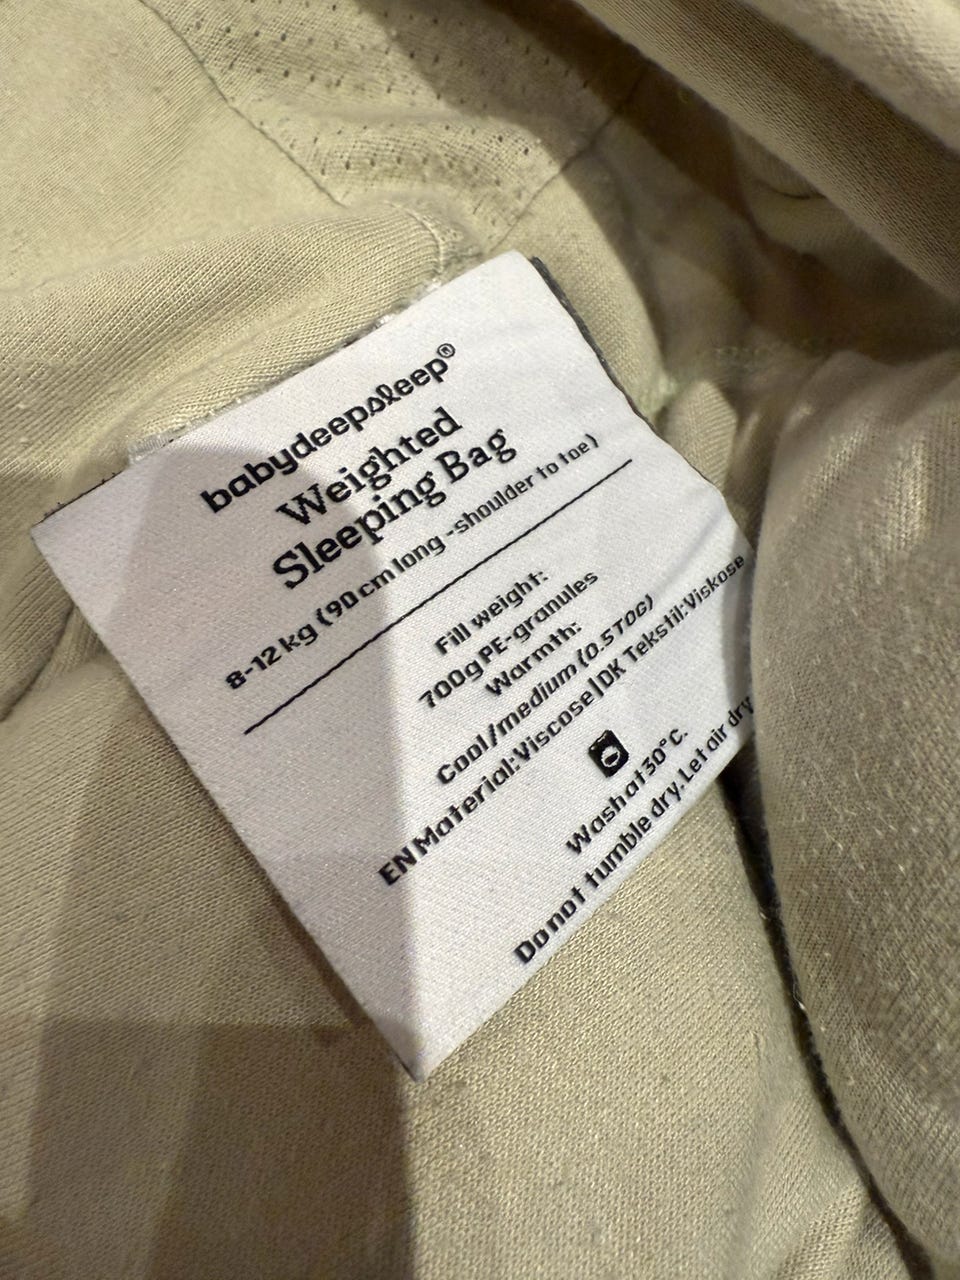 babydeepsleep®
Weighted
Sleeping Bag
8-12 kg (90 cm long - shoulder to toe)
Fill weight:
700g PE-granules
Warmth:
Cool/medium (0.5TOG)
EN Material: Viscose | DK Tekstil: Viskose
Wash at 30°C.
Do not tumble dry. Let air dry